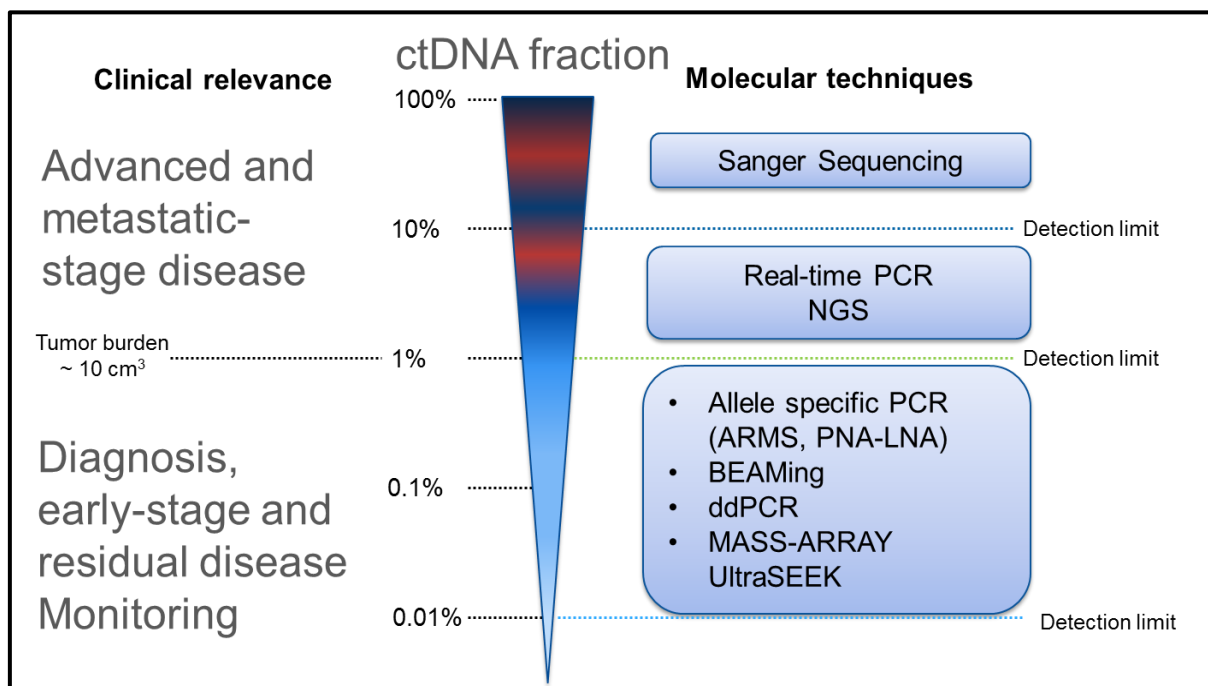 ctDNA fraction
Clinical relevance
Molecular techniques
100%
Advanced and
metastatic-
stage disease
Sanger Sequencing
10%
Detection limit
Real-time PCR
NGS
Tumor burden
~ 10 cm³
1%
Detection limit
• Allele specific PCR
(ARMS, PNA-LNA)
• BEAMing
• ddPCR
• MASS-ARRAY
UltraSEEK
Diagnosis,
early-stage and
residual disease
Monitoring
0.1%
0.01%
Detection limit